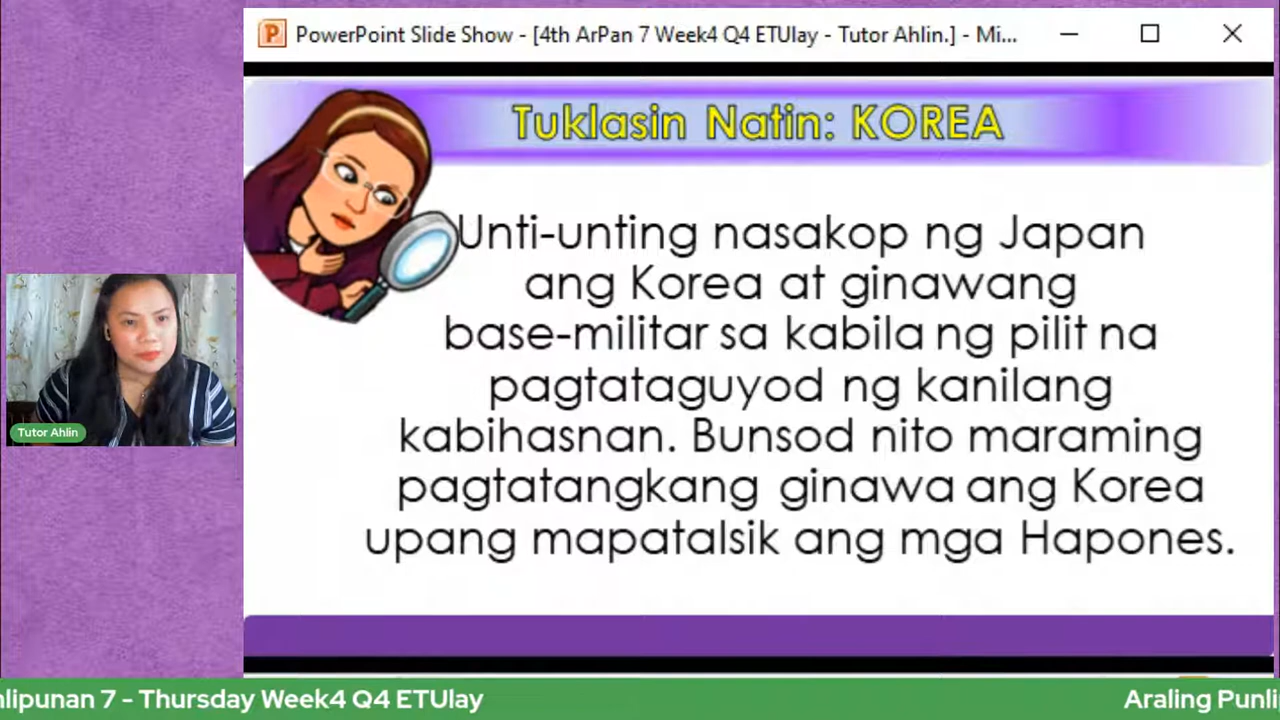 PowerPoint Slide Show - [4th ArPan 7 Week4 Q4 ETUlay - Tutor Ahlin.] - Mi...
Tuklasin Natin: KOREA
Unti-unting nasakop ng Japan
ang Korea at ginawang
base-militar sa kabila ng pilit na
pagtataguyod ng kanilang
kabihasnan. Bunsod nito maraming
pagtatangkang ginawa ang Korea
upang mapatalsik ang mga Hapones.
Tutor Ahlin
nlipunan 7 - Thursday Week4 Q4 ETUlay
Araling Punli